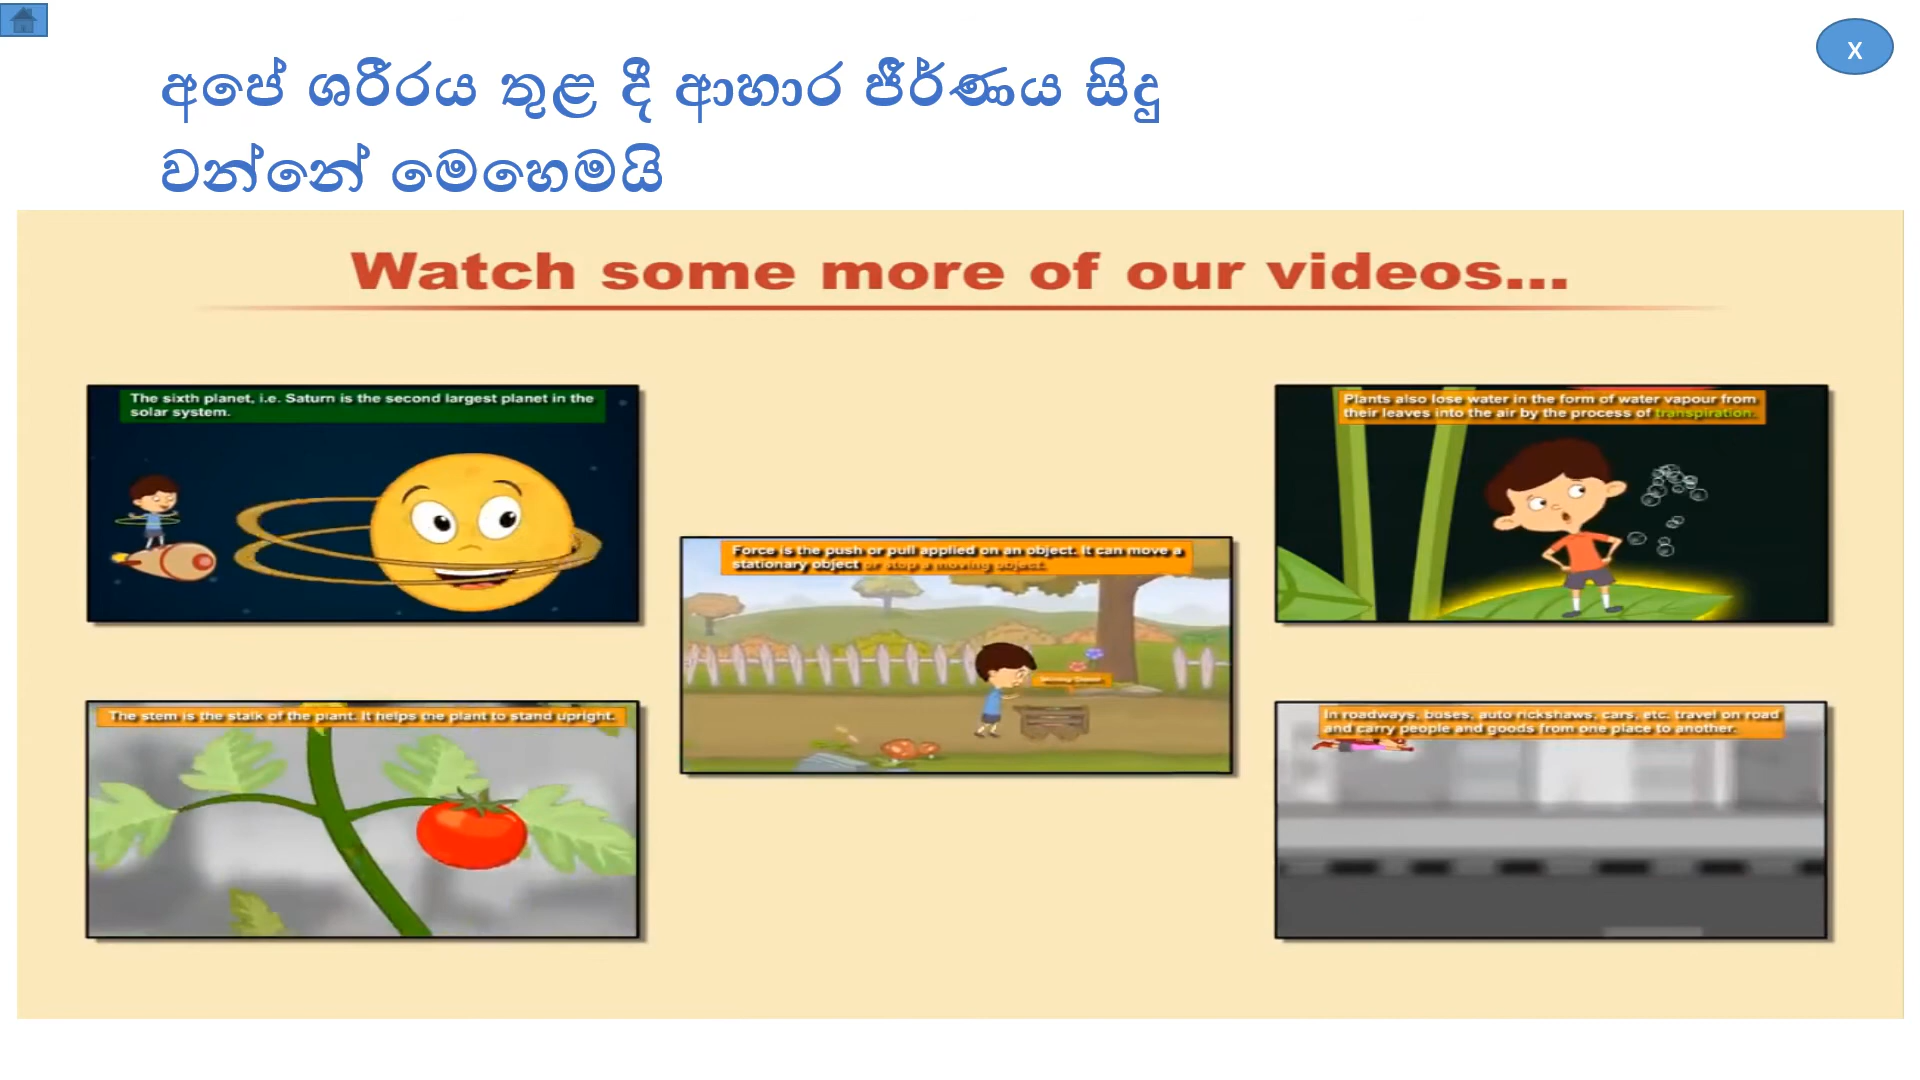 X
අපේ ශරීරය තුළ දී ආහාර ජීර්ණය සිදු
වන්නේ මෙහෙමයි
Watch some more of our videos...
The sixth planet, i.e. Saturn is the second largest planet in the
solar system.
Plants also lose water in the form of water vapour from
their leaves into the air by the process of transpiration.
Force is the push or pull applied on an object. It can move a
stationary object or stop a moving object.
The stem is the stalk of the plant. It helps the plant to stand upright.
In roadways, buses, auto rickshaws, cars, etc. travel on road
and carry people and goods from one place to another.